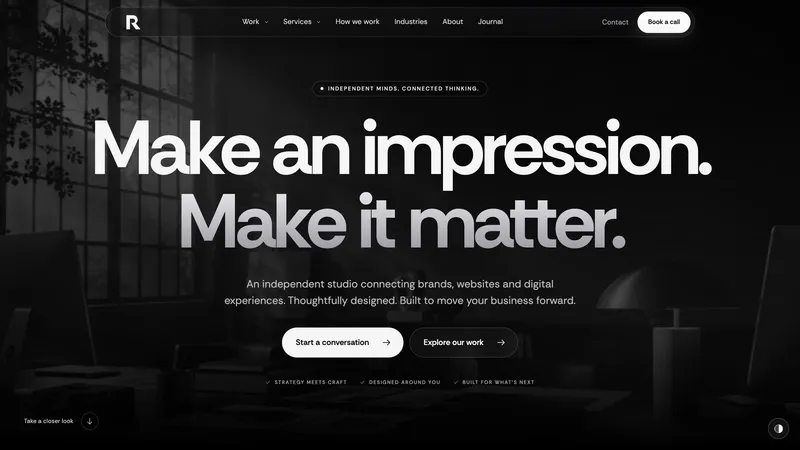 R
Work
Services
How we work
Industries
About
Journal
Contact
Book a call
INDEPENDENT MINDS. CONNECTED THINKING.
Make an impression.
Make it matter.
An independent studio connecting brands, websites and digital
experiences. Thoughtfully designed. Built to move your business forward.
Start a conversation
Explore our work
STRATEGY MEETS CRAFT
DESIGNED AROUND YOU
BUILT FOR WHAT'S NEXT
Take a closer look